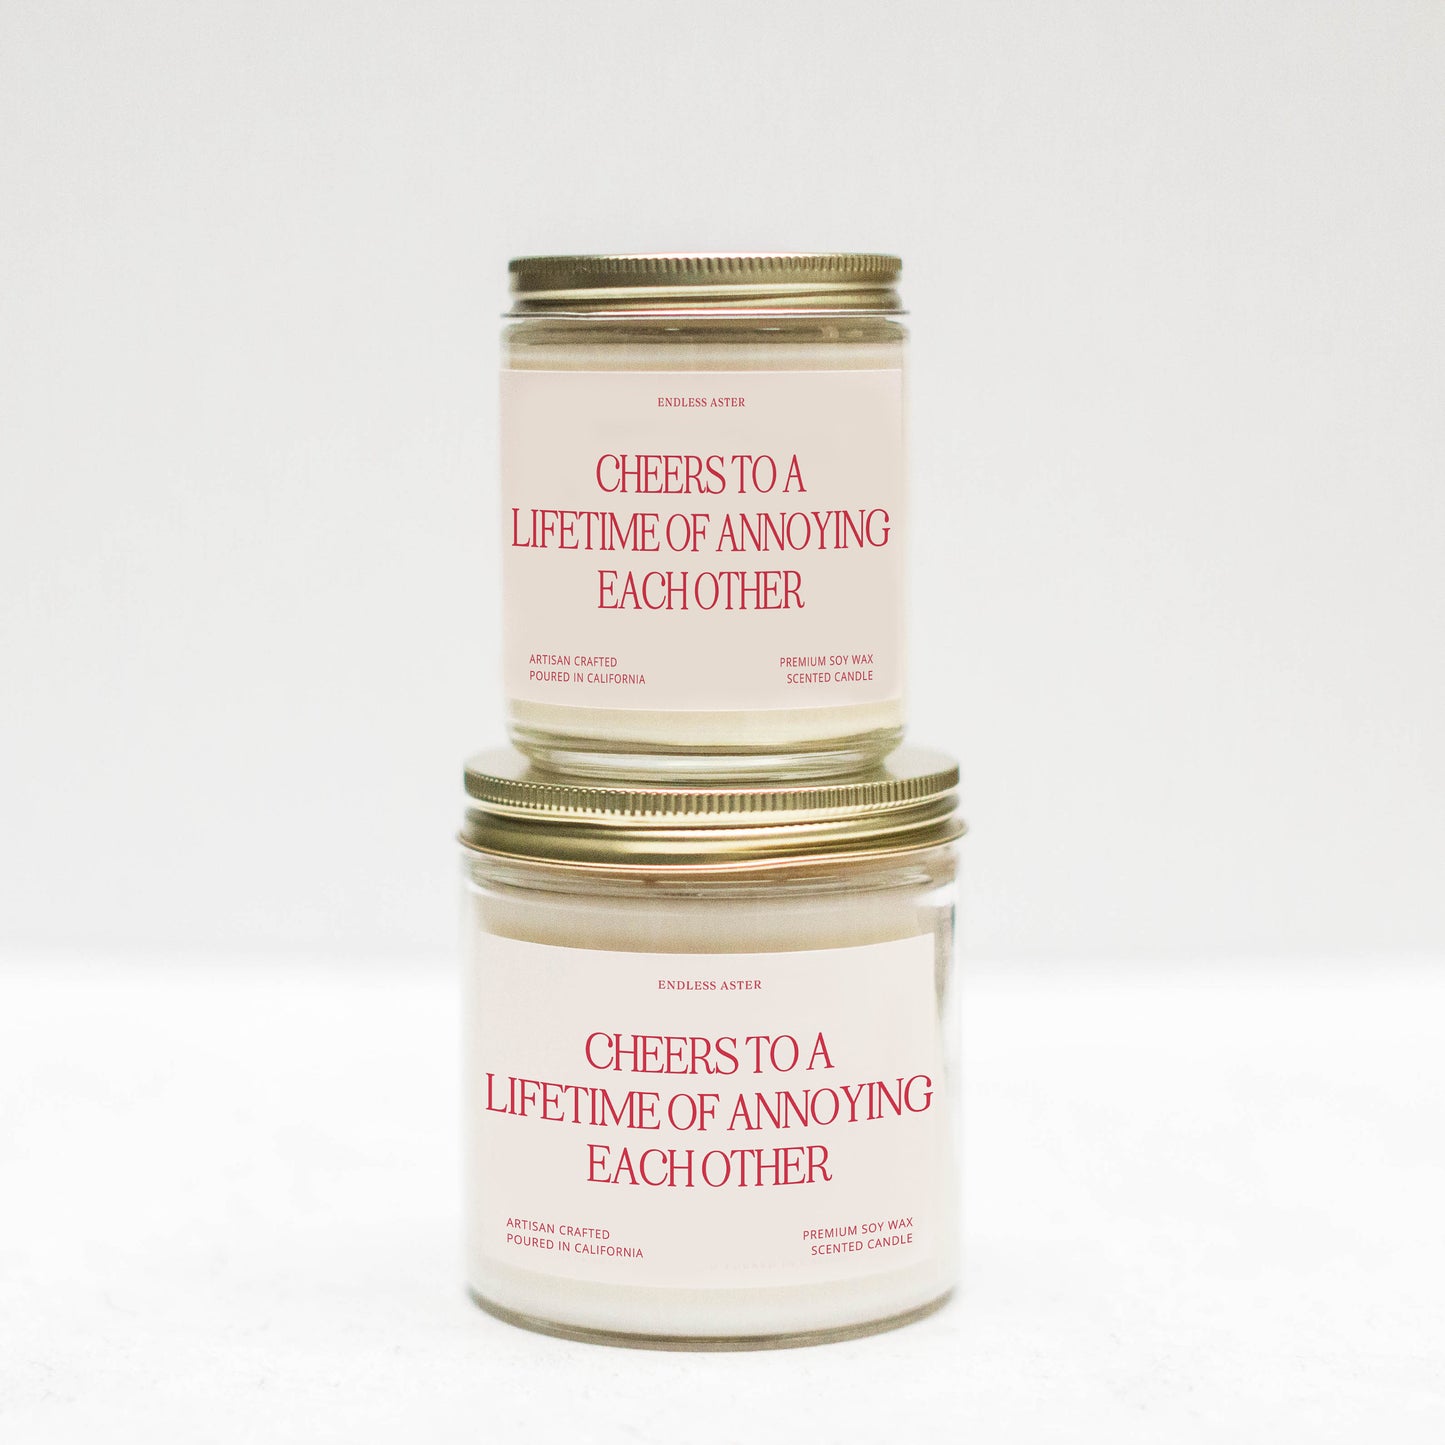 ENDLESS ASTER
CHEERS TO A
LIFETIME OF ANNOYING
EACH OTHER
ARTISAN CRAFTED
POURED IN CALIFORNIA
PREMIUM SOY WAX
SCENTED CANDLE
ENDLESS ASTER
CHEERS TO A
LIFETIME OF ANNOYING
EACH OTHER
ARTISAN CRAFTED
POURED IN CALIFORNIA
PREMIUM SOY WAX
SCENTED CANDLE